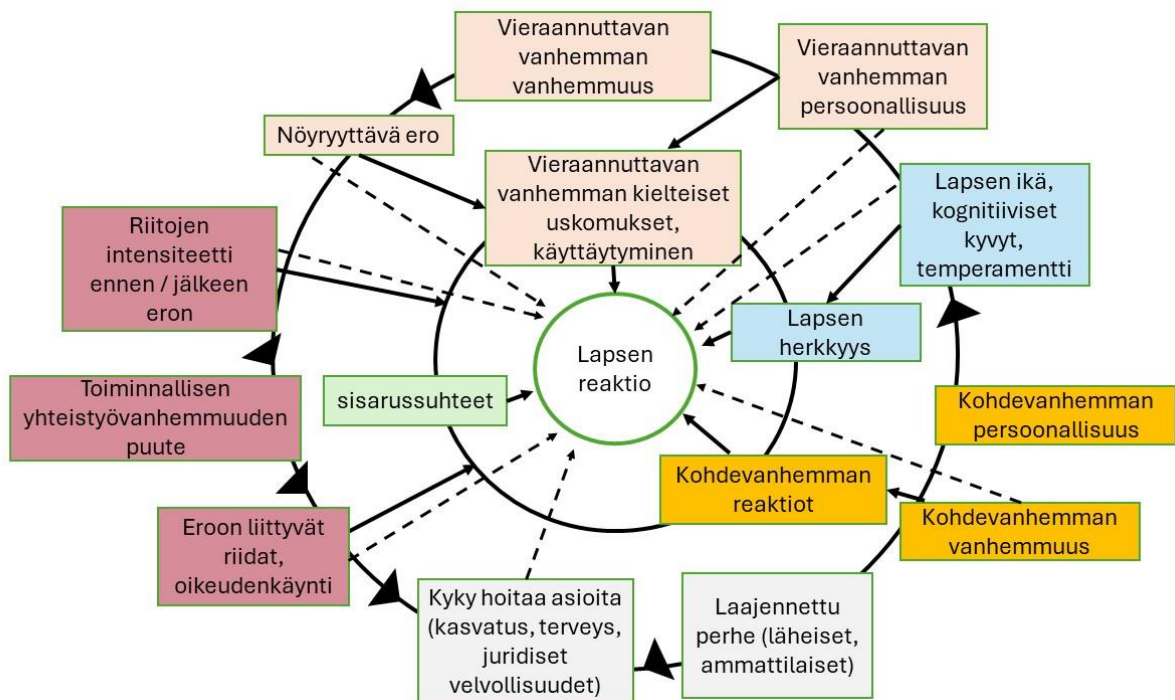 Vieraannuttavan
vanhemman
vanhemmuus
Vieraannuttavan
vanhemman
persoonallisuus
Nöyryyttävä ero
Vieraannuttavan
vanhemman kielteiset
uskomukset,
käyttäytyminen
Lapsen ikä,
kognitiiviset
kyvyt,
temperamentti
Riitojen
intensiteetti
ennen / jälkeen
eron
Lapsen
herkkyys
Lapsen
reaktio
Toiminnallisen
yhteistyövanhemmuuden
puute
sisarussuhteet
Kohdevanhemman
persoonallisuus
Kohdevanhemman
reaktiot
Kohdevanhemman
vanhemmuus
Eroon liittyvät
riidat,
oikeudenkäynti
Kyky hoitaa asioita
(kasvatus, terveys,
juridiset
velvollisuudet)
Laajennettu
perhe (läheiset,
ammattilaiset)